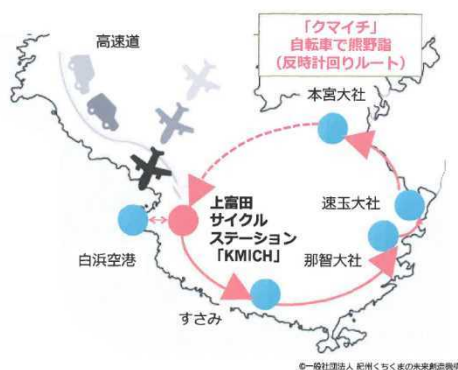 「クマイチ」
自転車で熊野詣
（反時計回りルート）
高速道
本宮大社
上富田
サイクル
ステーション
「KMICH」
速玉大社
那智大社
白浜空港
すさみ
©一般社団法人 紀州くちくまの未来創造機構